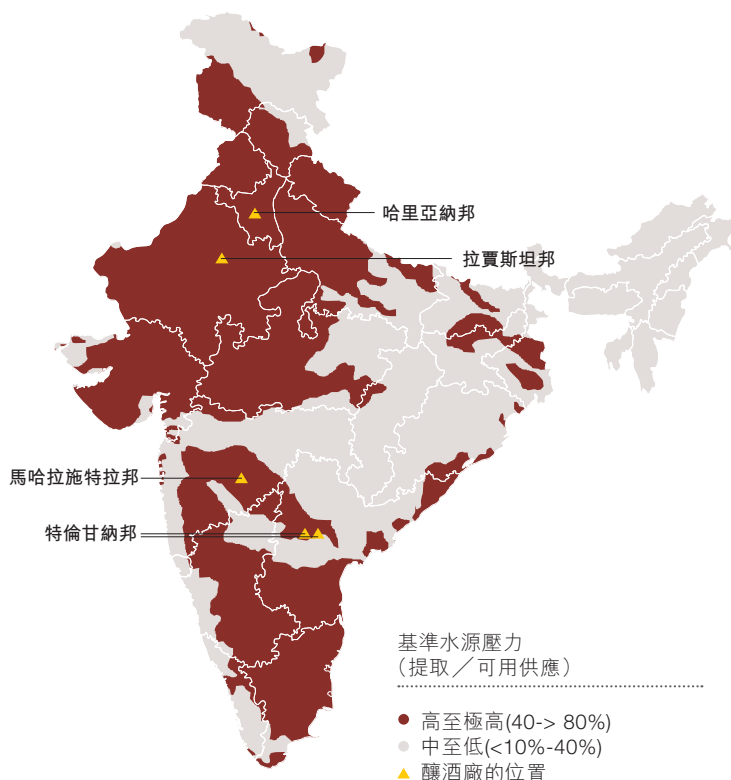 哈里亞納邦
拉賈斯坦邦
馬哈拉施特拉邦
特倫甘納邦
基準水源壓力
（提取／可用供應）
高至極高(40-> 80%)
中至低(<10%-40%)
釀酒廠的位置